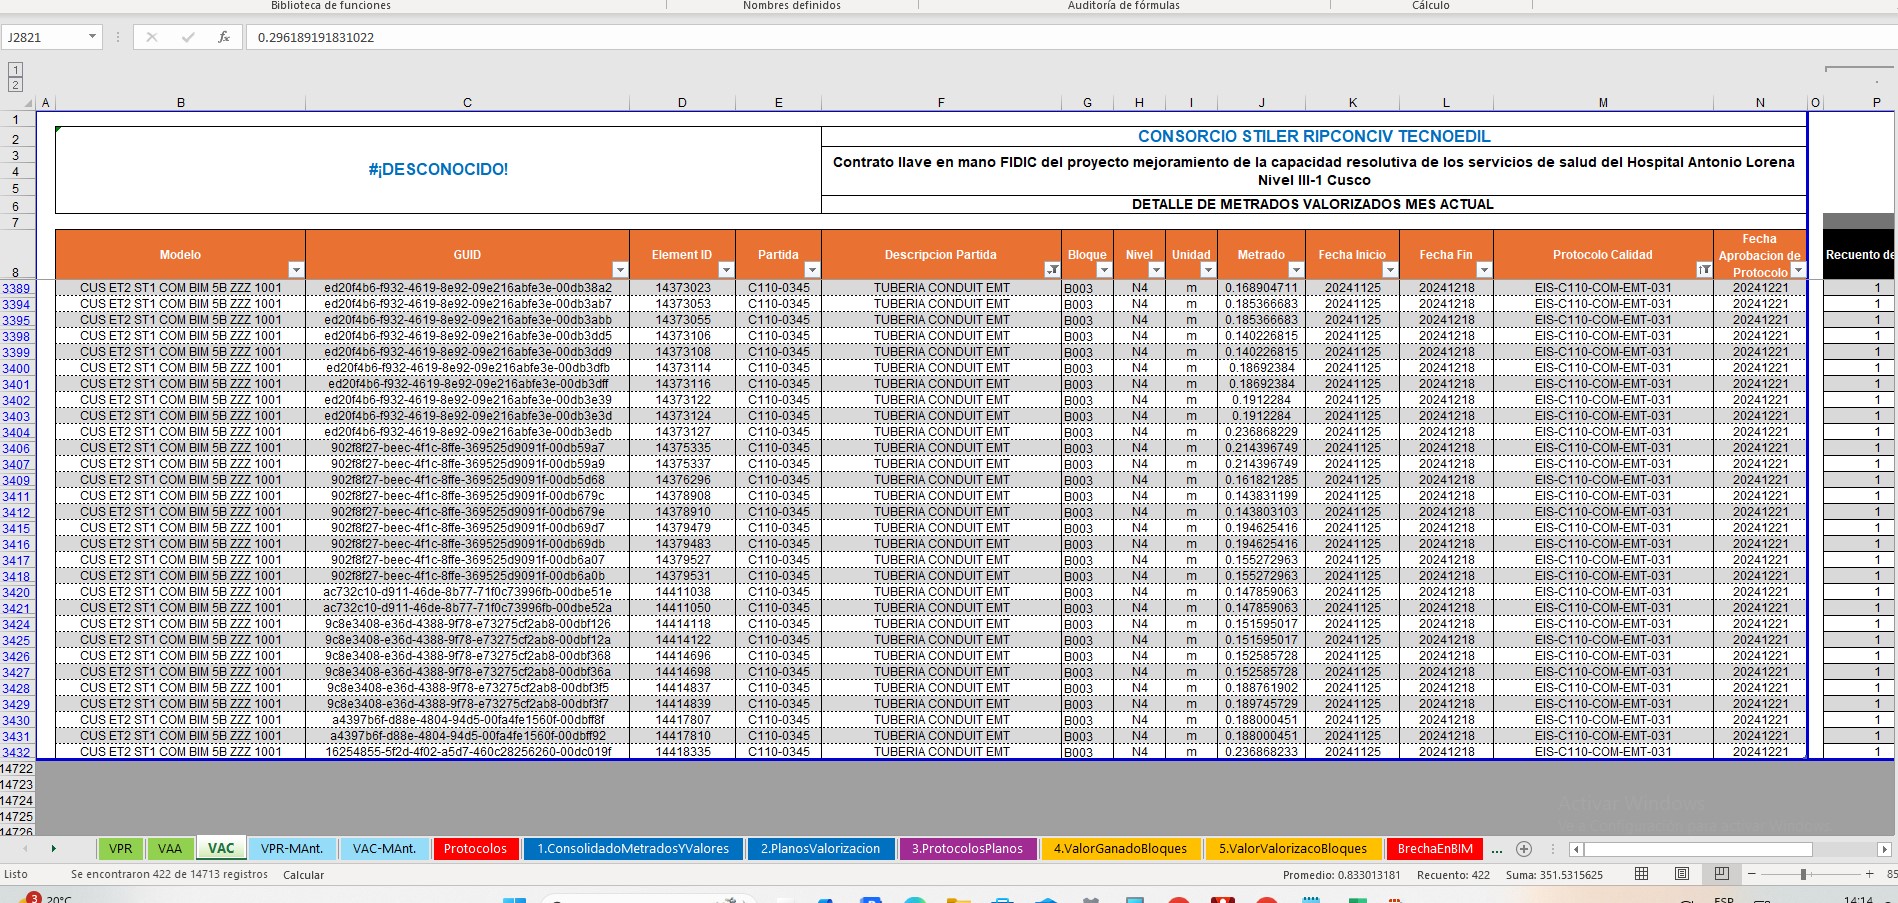 Biblioteca de funciones Nombres definidos Auditoría de fórmulas Cálculo
J2821 fx 0.296189191831022
1
2
A B C D E F G H I J K L M N O P
1
2 CONSORCIO STILER RIPCONCIV TECNOEDIL
3
4 #¡DESCONOCIDO! Contrato llave en mano FIDIC del proyecto mejoramiento de la capacidad resolutiva de los servicios de salud del Hospital Antonio Lorena
5 Nivel III-1 Cusco
6 DETALLE DE METRADOS VALORIZADOS MES ACTUAL
7
8 Modelo GUID Element ID Partida Descripcion Partida Bloque Nivel Unidad Metrado Fecha Inicio Fecha Fin Protocolo Calidad Fecha Aprobacion de Protocolo Recuento de
3389 CUS ET2 ST1 COM BIM 5B ZZZ 1001 ed20f4b6-f932-4619-8e92-09e216abfe3e-00db38a2 14373023 C110-0345 TUBERIA CONDUIT EMT B003 N4 m 0.168904711 20241125 20241218 EIS-C110-COM-EMT-031 20241221 1
3394 CUS ET2 ST1 COM BIM 5B ZZZ 1001 ed20f4b6-f932-4619-8e92-09e216abfe3e-00db3ab7 14373053 C110-0345 TUBERIA CONDUIT EMT B003 N4 m 0.185366683 20241125 20241218 EIS-C110-COM-EMT-031 20241221 1
3395 CUS ET2 ST1 COM BIM 5B ZZZ 1001 ed20f4b6-f932-4619-8e92-09e216abfe3e-00db3abb 14373055 C110-0345 TUBERIA CONDUIT EMT B003 N4 m 0.185366683 20241125 20241218 EIS-C110-COM-EMT-031 20241221 1
3398 CUS ET2 ST1 COM BIM 5B ZZZ 1001 ed20f4b6-f932-4619-8e92-09e216abfe3e-00db3dd5 14373106 C110-0345 TUBERIA CONDUIT EMT B003 N4 m 0.140226815 20241125 20241218 EIS-C110-COM-EMT-031 20241221 1
3399 CUS ET2 ST1 COM BIM 5B ZZZ 1001 ed20f4b6-f932-4619-8e92-09e216abfe3e-00db3dd9 14373108 C110-0345 TUBERIA CONDUIT EMT B003 N4 m 0.140226815 20241125 20241218 EIS-C110-COM-EMT-031 20241221 1
3400 CUS ET2 ST1 COM BIM 5B ZZZ 1001 ed20f4b6-f932-4619-8e92-09e216abfe3e-00db3dfb 14373114 C110-0345 TUBERIA CONDUIT EMT B003 N4 m 0.18692384 20241125 20241218 EIS-C110-COM-EMT-031 20241221 1
3401 CUS ET2 ST1 COM BIM 5B ZZZ 1001 ed20f4b6-f932-4619-8e92-09e216abfe3e-00db3dff 14373116 C110-0345 TUBERIA CONDUIT EMT B003 N4 m 0.18692384 20241125 20241218 EIS-C110-COM-EMT-031 20241221 1
3402 CUS ET2 ST1 COM BIM 5B ZZZ 1001 ed20f4b6-f932-4619-8e92-09e216abfe3e-00db3e39 14373122 C110-0345 TUBERIA CONDUIT EMT B003 N4 m 0.1912284 20241125 20241218 EIS-C110-COM-EMT-031 20241221 1
3403 CUS ET2 ST1 COM BIM 5B ZZZ 1001 ed20f4b6-f932-4619-8e92-09e216abfe3e-00db3e3d 14373124 C110-0345 TUBERIA CONDUIT EMT B003 N4 m 0.1912284 20241125 20241218 EIS-C110-COM-EMT-031 20241221 1
3404 CUS ET2 ST1 COM BIM 5B ZZZ 1001 ed20f4b6-f932-4619-8e92-09e216abfe3e-00db3edb 14373127 C110-0345 TUBERIA CONDUIT EMT B003 N4 m 0.236868229 20241125 20241218 EIS-C110-COM-EMT-031 20241221 1
3406 CUS ET2 ST1 COM BIM 5B ZZZ 1001 902f8f27-beec-4f1c-8ffe-369525d9091f-00db59a7 14375335 C110-0345 TUBERIA CONDUIT EMT B003 N4 m 0.214396749 20241125 20241218 EIS-C110-COM-EMT-031 20241221 1
3407 CUS ET2 ST1 COM BIM 5B ZZZ 1001 902f8f27-beec-4f1c-8ffe-369525d9091f-00db59a9 14375337 C110-0345 TUBERIA CONDUIT EMT B003 N4 m 0.214396749 20241125 20241218 EIS-C110-COM-EMT-031 20241221 1
3409 CUS ET2 ST1 COM BIM 5B ZZZ 1001 902f8f27-beec-4f1c-8ffe-369525d9091f-00db5d68 14376296 C110-0345 TUBERIA CONDUIT EMT B003 N4 m 0.161821285 20241125 20241218 EIS-C110-COM-EMT-031 20241221 1
3411 CUS ET2 ST1 COM BIM 5B ZZZ 1001 902f8f27-beec-4f1c-8ffe-369525d9091f-00db679c 14378908 C110-0345 TUBERIA CONDUIT EMT B003 N4 m 0.143831199 20241125 20241218 EIS-C110-COM-EMT-031 20241221 1
3412 CUS ET2 ST1 COM BIM 5B ZZZ 1001 902f8f27-beec-4f1c-8ffe-369525d9091f-00db679e 14378910 C110-0345 TUBERIA CONDUIT EMT B003 N4 m 0.143803103 20241125 20241218 EIS-C110-COM-EMT-031 20241221 1
3415 CUS ET2 ST1 COM BIM 5B ZZZ 1001 902f8f27-beec-4f1c-8ffe-369525d9091f-00db69d7 14379479 C110-0345 TUBERIA CONDUIT EMT B003 N4 m 0.194625416 20241125 20241218 EIS-C110-COM-EMT-031 20241221 1
3416 CUS ET2 ST1 COM BIM 5B ZZZ 1001 902f8f27-beec-4f1c-8ffe-369525d9091f-00db69db 14379483 C110-0345 TUBERIA CONDUIT EMT B003 N4 m 0.194625416 20241125 20241218 EIS-C110-COM-EMT-031 20241221 1
3417 CUS ET2 ST1 COM BIM 5B ZZZ 1001 902f8f27-beec-4f1c-8ffe-369525d9091f-00db6a07 14379527 C110-0345 TUBERIA CONDUIT EMT B003 N4 m 0.155272963 20241125 20241218 EIS-C110-COM-EMT-031 20241221 1
3418 CUS ET2 ST1 COM BIM 5B ZZZ 1001 902f8f27-beec-4f1c-8ffe-369525d9091f-00db6a0b 14379531 C110-0345 TUBERIA CONDUIT EMT B003 N4 m 0.155272963 20241125 20241218 EIS-C110-COM-EMT-031 20241221 1
3420 CUS ET2 ST1 COM BIM 5B ZZZ 1001 ac732c10-d911-46de-8b77-71f0c73996fb-00dbe51e 14411038 C110-0345 TUBERIA CONDUIT EMT B003 N4 m 0.147859063 20241125 20241218 EIS-C110-COM-EMT-031 20241221 1
3421 CUS ET2 ST1 COM BIM 5B ZZZ 1001 ac732c10-d911-46de-8b77-71f0c73996fb-00dbe52a 14411050 C110-0345 TUBERIA CONDUIT EMT B003 N4 m 0.147859063 20241125 20241218 EIS-C110-COM-EMT-031 20241221 1
3424 CUS ET2 ST1 COM BIM 5B ZZZ 1001 9c8e3408-e36d-4388-9f78-e73275cf2ab8-00dbf126 14414118 C110-0345 TUBERIA CONDUIT EMT B003 N4 m 0.151595017 20241125 20241218 EIS-C110-COM-EMT-031 20241221 1
3425 CUS ET2 ST1 COM BIM 5B ZZZ 1001 9c8e3408-e36d-4388-9f78-e73275cf2ab8-00dbf12a 14414122 C110-0345 TUBERIA CONDUIT EMT B003 N4 m 0.151595017 20241125 20241218 EIS-C110-COM-EMT-031 20241221 1
3426 CUS ET2 ST1 COM BIM 5B ZZZ 1001 9c8e3408-e36d-4388-9f78-e73275cf2ab8-00dbf368 14414696 C110-0345 TUBERIA CONDUIT EMT B003 N4 m 0.152585728 20241125 20241218 EIS-C110-COM-EMT-031 20241221 1
3427 CUS ET2 ST1 COM BIM 5B ZZZ 1001 9c8e3408-e36d-4388-9f78-e73275cf2ab8-00dbf36a 14414698 C110-0345 TUBERIA CONDUIT EMT B003 N4 m 0.152585728 20241125 20241218 EIS-C110-COM-EMT-031 20241221 1
3428 CUS ET2 ST1 COM BIM 5B ZZZ 1001 9c8e3408-e36d-4388-9f78-e73275cf2ab8-00dbf3f5 14414837 C110-0345 TUBERIA CONDUIT EMT B003 N4 m 0.188761902 20241125 20241218 EIS-C110-COM-EMT-031 20241221 1
3429 CUS ET2 ST1 COM BIM 5B ZZZ 1001 9c8e3408-e36d-4388-9f78-e73275cf2ab8-00dbf3f7 14414839 C110-0345 TUBERIA CONDUIT EMT B003 N4 m 0.189745729 20241125 20241218 EIS-C110-COM-EMT-031 20241221 1
3430 CUS ET2 ST1 COM BIM 5B ZZZ 1001 a4397b6f-d88e-4804-94d5-00fa4fe1560f-00dbff8f 14417807 C110-0345 TUBERIA CONDUIT EMT B003 N4 m 0.188000451 20241125 20241218 EIS-C110-COM-EMT-031 20241221 1
3431 CUS ET2 ST1 COM BIM 5B ZZZ 1001 a4397b6f-d88e-4804-94d5-00fa4fe1560f-00dbff92 14417810 C110-0345 TUBERIA CONDUIT EMT B003 N4 m 0.188000451 20241125 20241218 EIS-C110-COM-EMT-031 20241221 1
3432 CUS ET2 ST1 COM BIM 5B ZZZ 1001 16254855-5f2d-4f02-a5d7-460c28256260-00dc019f 14418335 C110-0345 TUBERIA CONDUIT EMT B003 N4 m 0.236868233 20241125 20241218 EIS-C110-COM-EMT-031 20241221 1
14722
14723
14724 Activar Windows
14725
14726
VPR VAA VAC VPR-MAnt. VAC-MAnt. Protocolos 1.ConsolidadoMetradosYValores 2.PlanosValorizacion 3.ProtocolosPlanos 4.ValorGanadoBloques 5.ValorValorizacoBloques BrechaEnBIM ...
Listo Se encontraron 422 de 14713 registros Calcular Promedio: 0.833013181 Recuento: 422 Suma: 351.5315625 85
3 20°C ESP 14:14